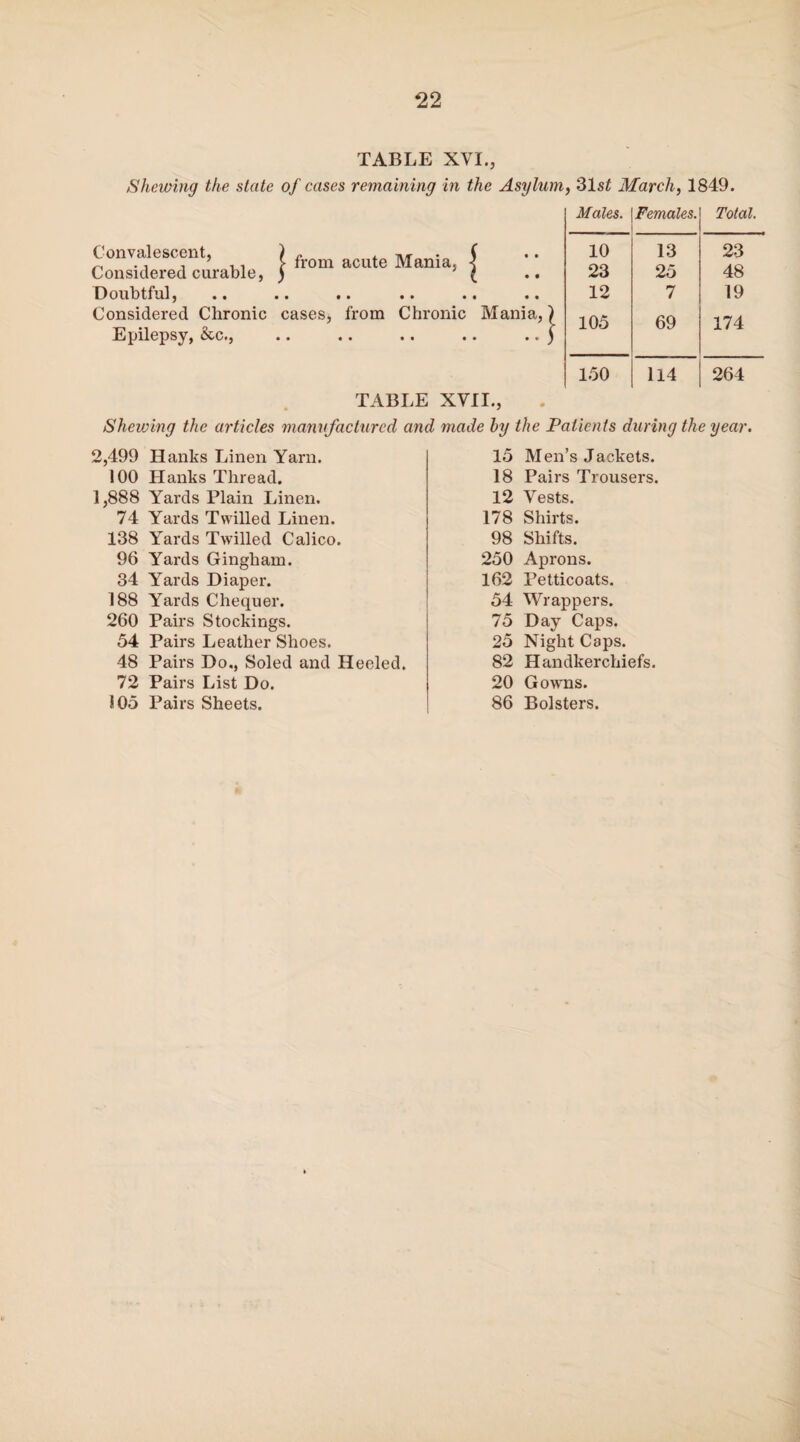 22
TABLE XVI.,
Shewing the state of cases remaining in the Asylum, 31st March, 1849.
Males. Females. Total.
Convalescent, } from acute Mania, { .. 10 13 23
Considered curable, .. 23 25 48
Doubtful, .. .. .. .. .. .. 12 7 19
Considered Chronic cases, from Chronic Mania, }
Epilepsy, &c., .. .. .. .. .. 105 69 174
150 114 264
TABLE XVII.,
Shewing the articles manufactured and made by the Patients during the year.
2,499 Hanks Linen Yarn.
100 Hanks Thread.
1,888 Yards Plain Linen.
74 Yards Twilled Linen.
138 Yards Twilled Calico.
96 Yards Gingham.
34 Yards Diaper.
188 Yards Chequer.
260 Pairs Stockings.
54 Pairs Leather Shoes.
48 Pairs Do., Soled and Heeled.
72 Pairs List Do.
105 Pairs Sheets.
15 Men's Jackets.
18 Pairs Trousers.
12 Vests.
178 Shirts.
98 Shifts.
250 Aprons.
162 Petticoats.
54 Wrappers.
75 Day Caps.
25 Night Caps.
82 Handkerchiefs.
20 Gowns.
86 Bolsters.